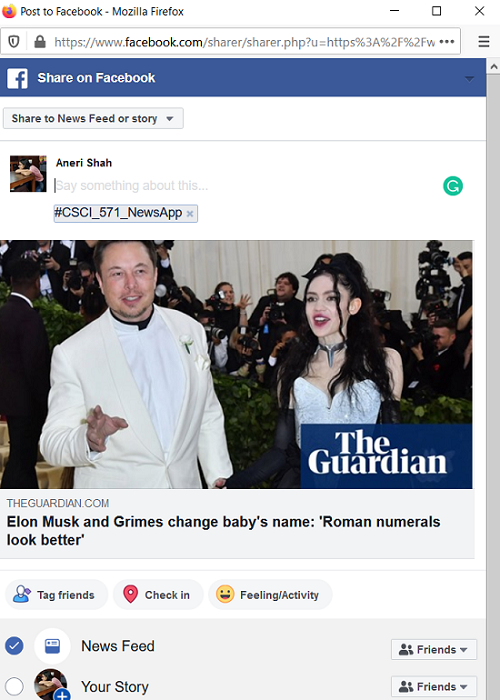 Post to Facebook - Mozilla Firefox
https://www.facebook.com/sharer/sharer.php?u=https%3A%2F%2Fw
Share on Facebook
Share to News Feed or story
Aneri Shah
Say something about this...
#CSCI_571_NewsApp ×
The
Guardian
THEGUARDIAN.COM
Elon Musk and Grimes change baby's name: 'Roman numerals
look better'
Tag friends Check in Feeling/Activity
News Feed Friends
Your Story Friends